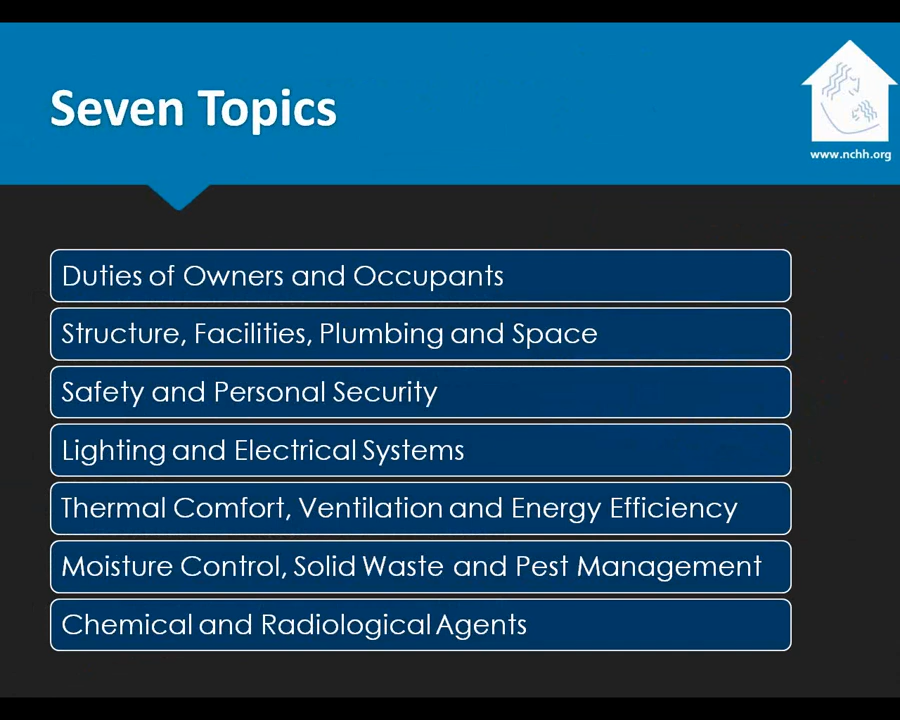 Seven Topics
www.nchh.org
Duties of Owners and Occupants
Structure, Facilities, Plumbing and Space
Safety and Personal Security
Lighting and Electrical Systems
Thermal Comfort, Ventilation and Energy Efficiency
Moisture Control, Solid Waste and Pest Management
Chemical and Radiological Agents